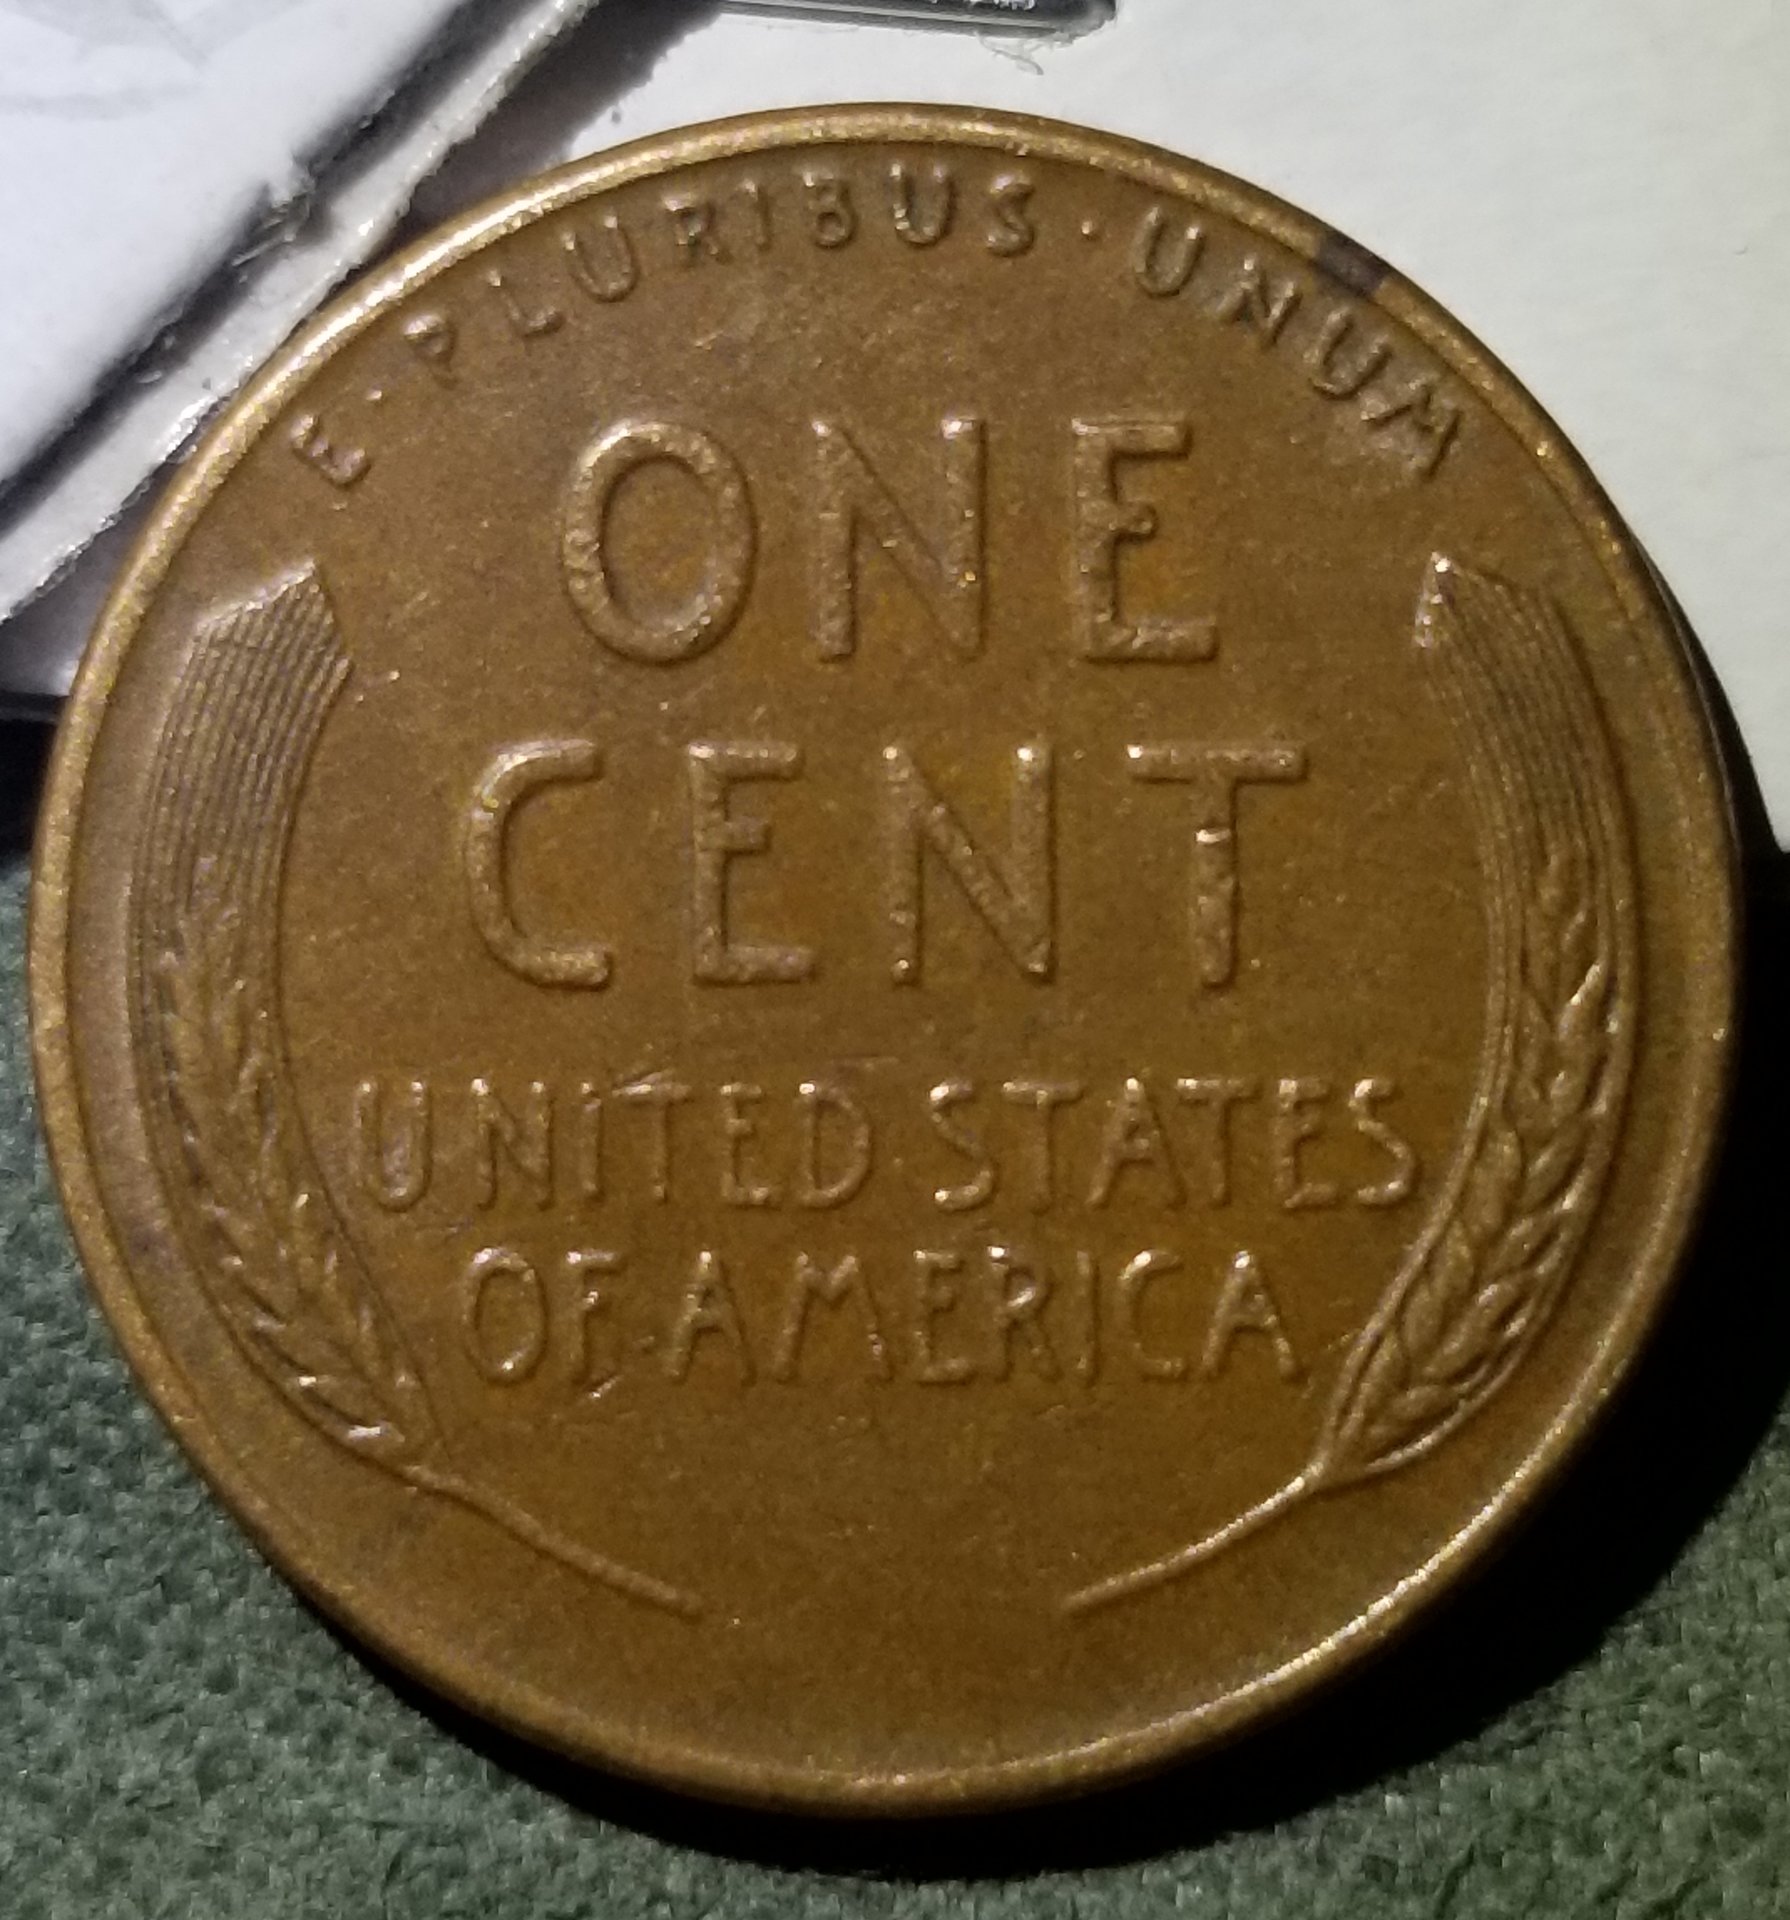 E · PLURIBUS · UNUM
ONE
CENT
UNITED STATES
OF AMERICA